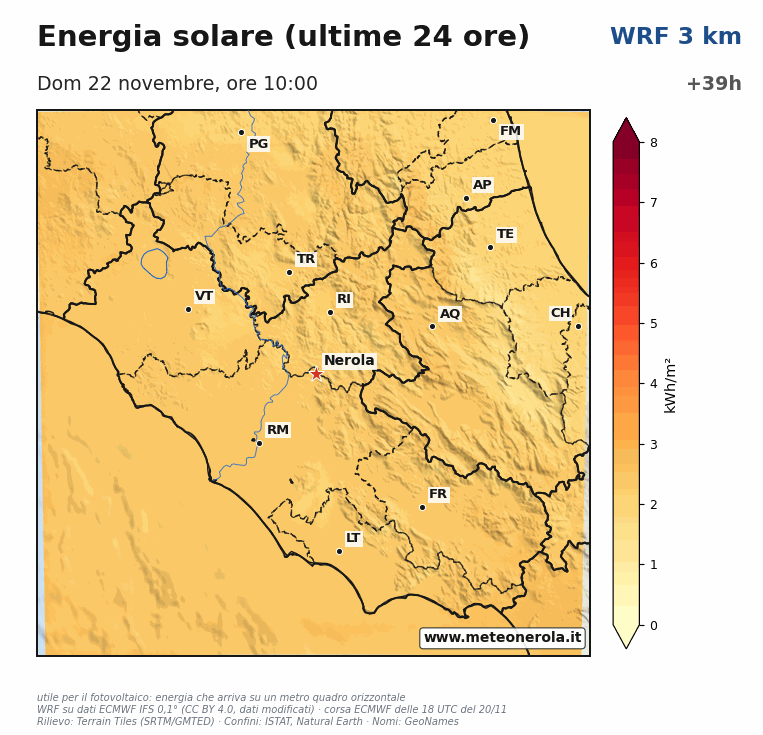 Energia solare (ultime 24 ore)
WRF 3 km
Dom 22 novembre, ore 10:00
+39h
PG
FM
AP
TE
TR
VT
RI
AQ
CH
Nerola
RM
FR
LT
www.meteonerola.it
8
7
6
5
4
3
2
1
0
kWh/m²
utile per il fotovoltaico: energia che arriva su un metro quadro orizzontale
WRF su dati ECMWF IFS 0,1° (CC BY 4.0, dati modificati) · corsa ECMWF delle 18 UTC del 20/11
Rilievo: Terrain Tiles (SRTM/GMTED) · Confini: ISTAT, Natural Earth · Nomi: GeoNames